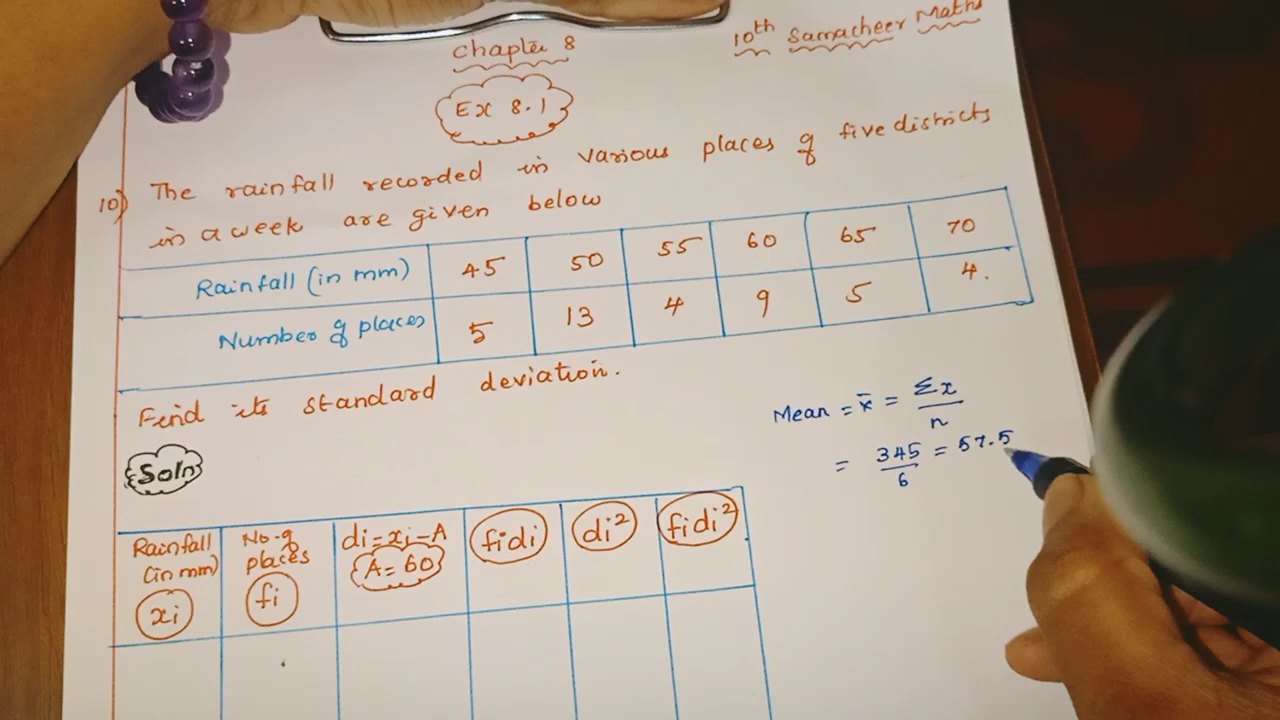 Chapter 8
10th Samacheer Maths
Ex 8.1
10) The rainfall recorded in various places of five districts
in a week are given below
Rainfall (in mm) 45 50 55 60 65 70
Number of places 5 13 4 9 5 4.
Find its standard deviation.
Mean = x̄ = Σx
n
= 345 = 57.5
6
Soln
Rainfall (in mm) xi
No. of places fi
di = xi - A
A = 60
fidi
di²
fidi²